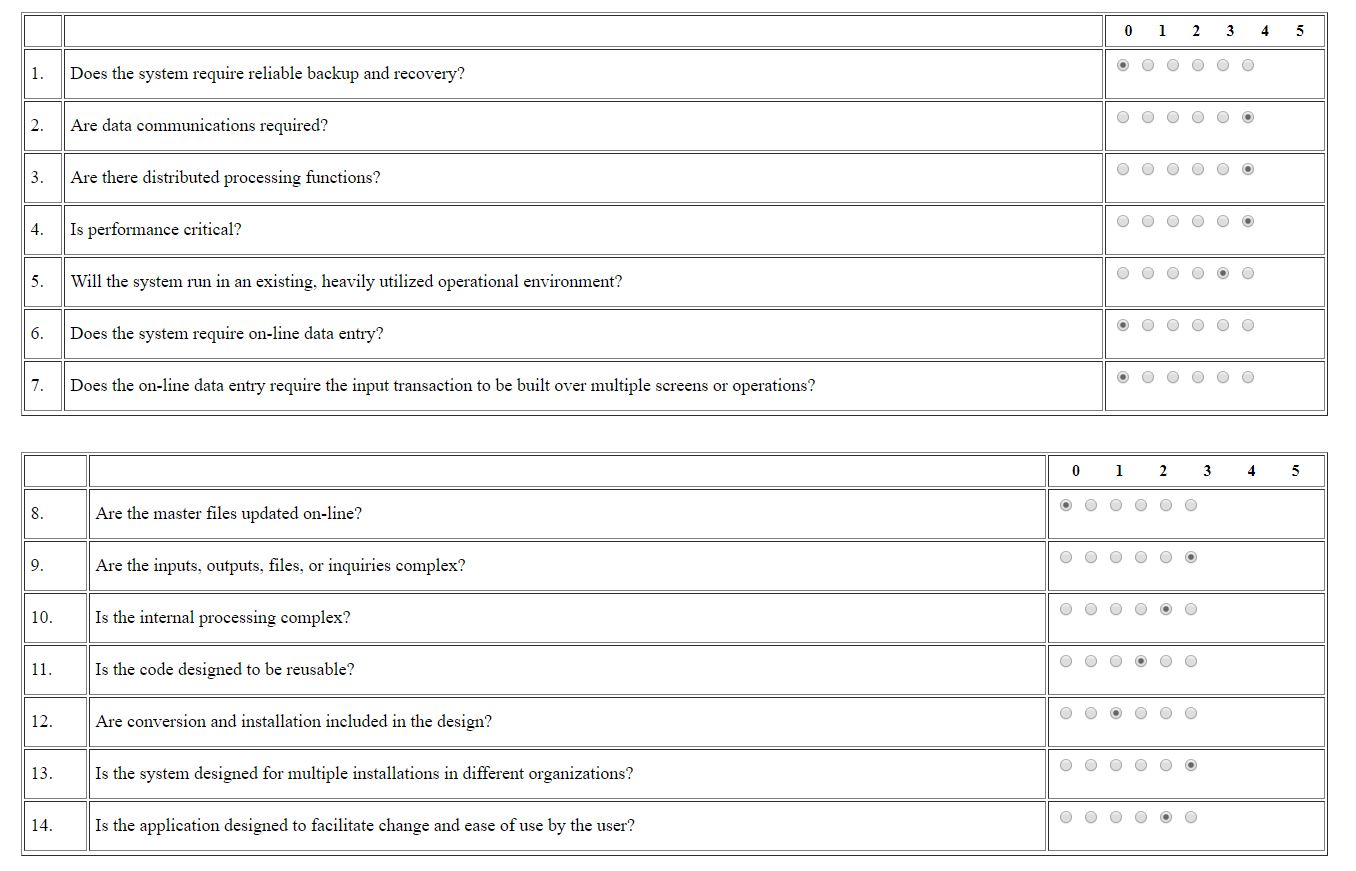 0 1 2 3 4 5
1. Does the system require reliable backup and recovery?
2. Are data communications required?
3. Are there distributed processing functions?
4. Is performance critical?
5. Will the system run in an existing, heavily utilized operational environment?
6. Does the system require on-line data entry?
7. Does the on-line data entry require the input transaction to be built over multiple screens or operations?
0 1 2 3 4 5
8. Are the master files updated on-line?
9. Are the inputs, outputs, files, or inquiries complex?
10. Is the internal processing complex?
11. Is the code designed to be reusable?
12. Are conversion and installation included in the design?
13. Is the system designed for multiple installations in different organizations?
14. Is the application designed to facilitate change and ease of use by the user?